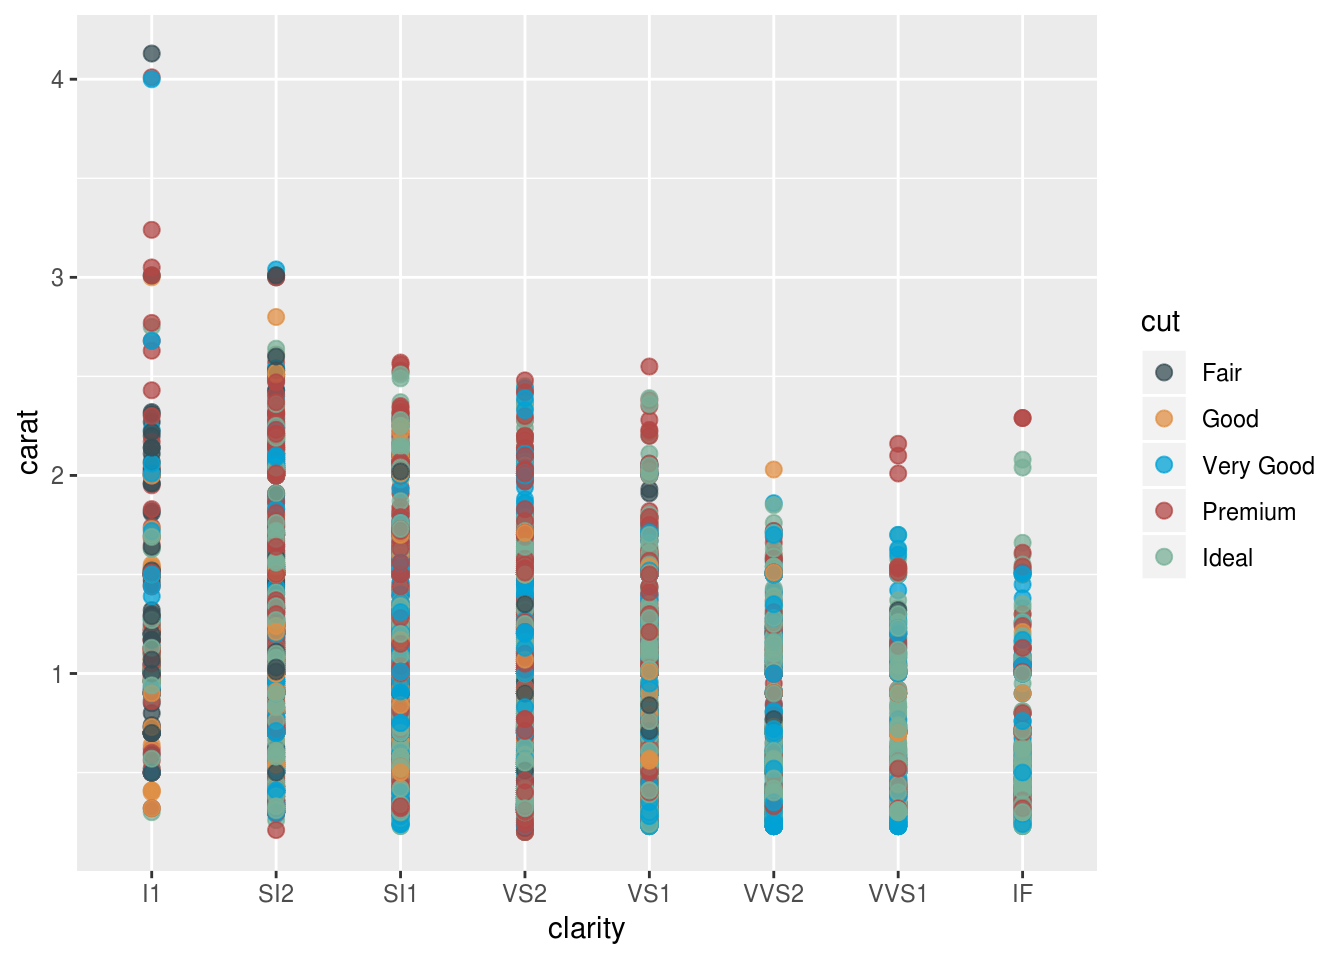 4
3
2
1
carat
I1 SI2 SI1 VS2 VS1 VVS2 VVS1 IF
clarity
cut
Fair
Good
Very Good
Premium
Ideal